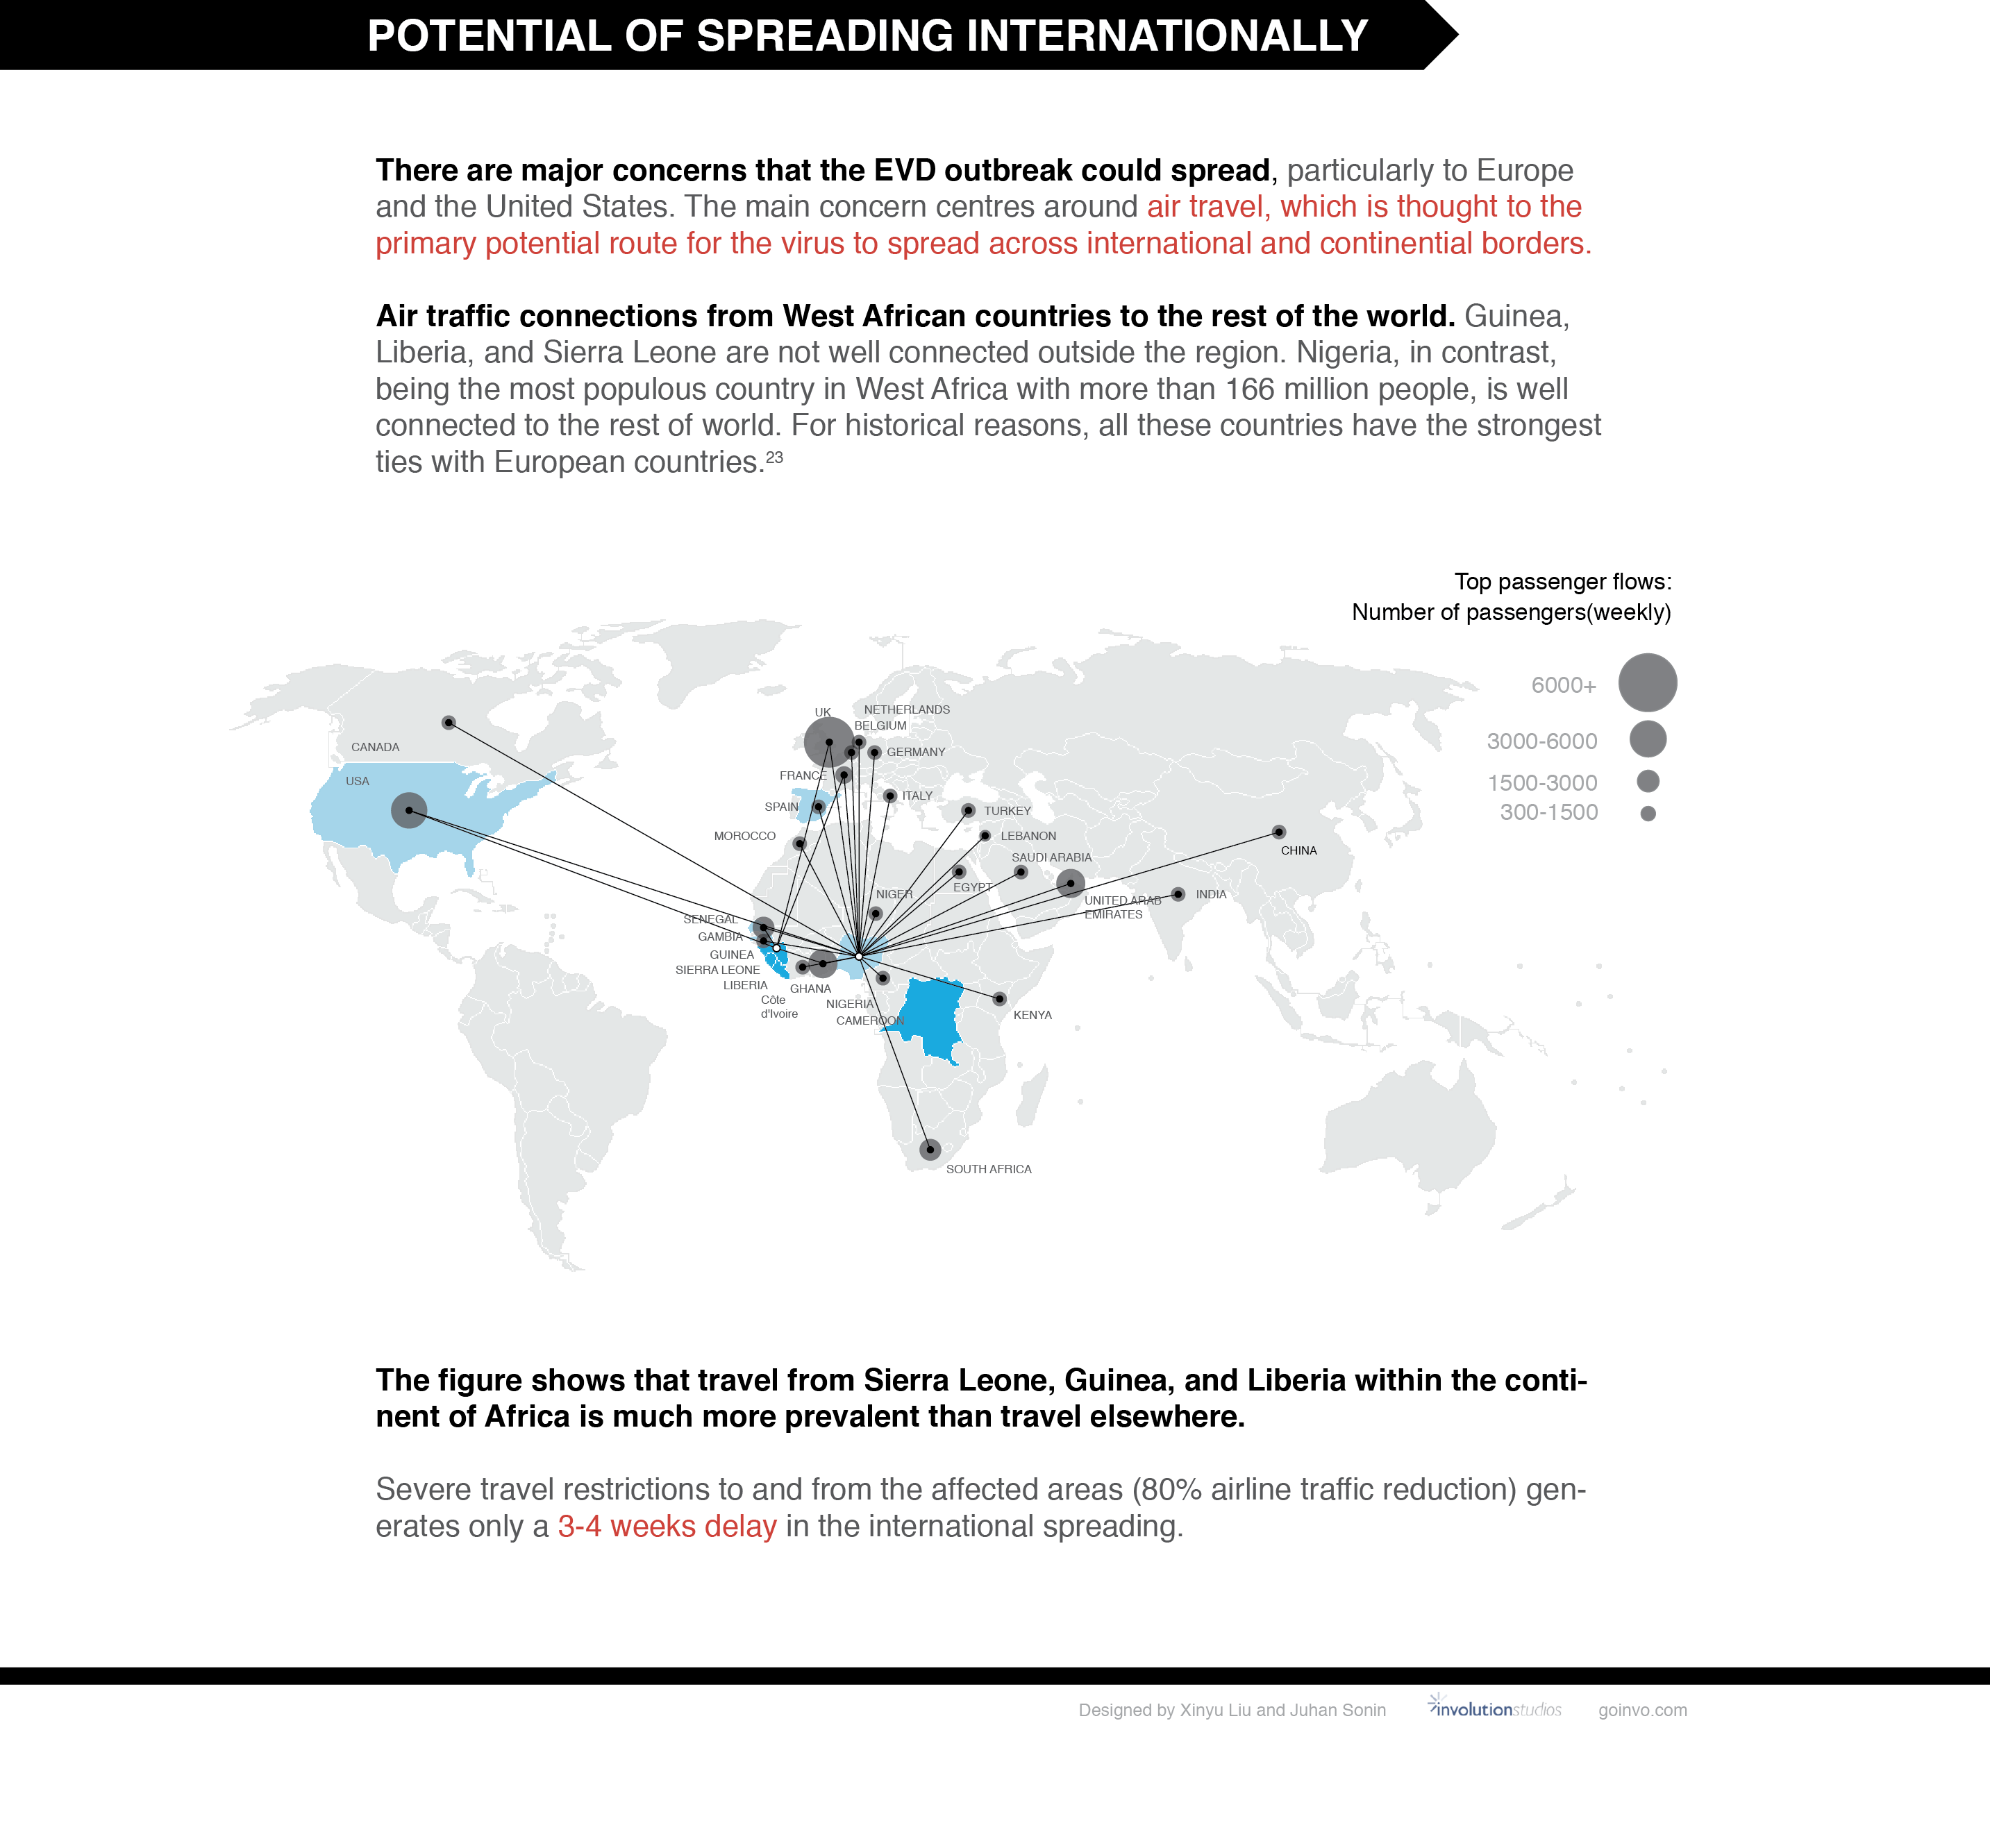 POTENTIAL OF SPREADING INTERNATIONALLY
There are major concerns that the EVD outbreak could spread, particularly to Europe
and the United States. The main concern centres around air travel, which is thought to the
primary potential route for the virus to spread across international and continential borders.
Air traffic connections from West African countries to the rest of the world. Guinea,
Liberia, and Sierra Leone are not well connected outside the region. Nigeria, in contrast,
being the most populous country in West Africa with more than 166 million people, is well
connected to the rest of world. For historical reasons, all these countries have the strongest
ties with European countries.23
Top passenger flows:
Number of passengers(weekly)
6000+
3000-6000
1500-3000
300-1500
UK
NETHERLANDS
BELGIUM
GERMANY
CANADA
USA
FRANCE
SPAIN
ITALY
TURKEY
MOROCCO
LEBANON
SAUDI ARABIA
CHINA
EGYPT
NIGER
UNITED ARAB
EMIRATES
INDIA
SENEGAL
GAMBIA
GUINEA
SIERRA LEONE
LIBERIA
GHANA
Côte
d'Ivoire
NIGERIA
CAMEROON
KENYA
SOUTH AFRICA
The figure shows that travel from Sierra Leone, Guinea, and Liberia within the conti-
nent of Africa is much more prevalent than travel elsewhere.
Severe travel restrictions to and from the affected areas (80% airline traffic reduction) gen-
erates only a 3-4 weeks delay in the international spreading.
Designed by Xinyu Liu and Juhan Sonin
involutionstudios
goinvo.com